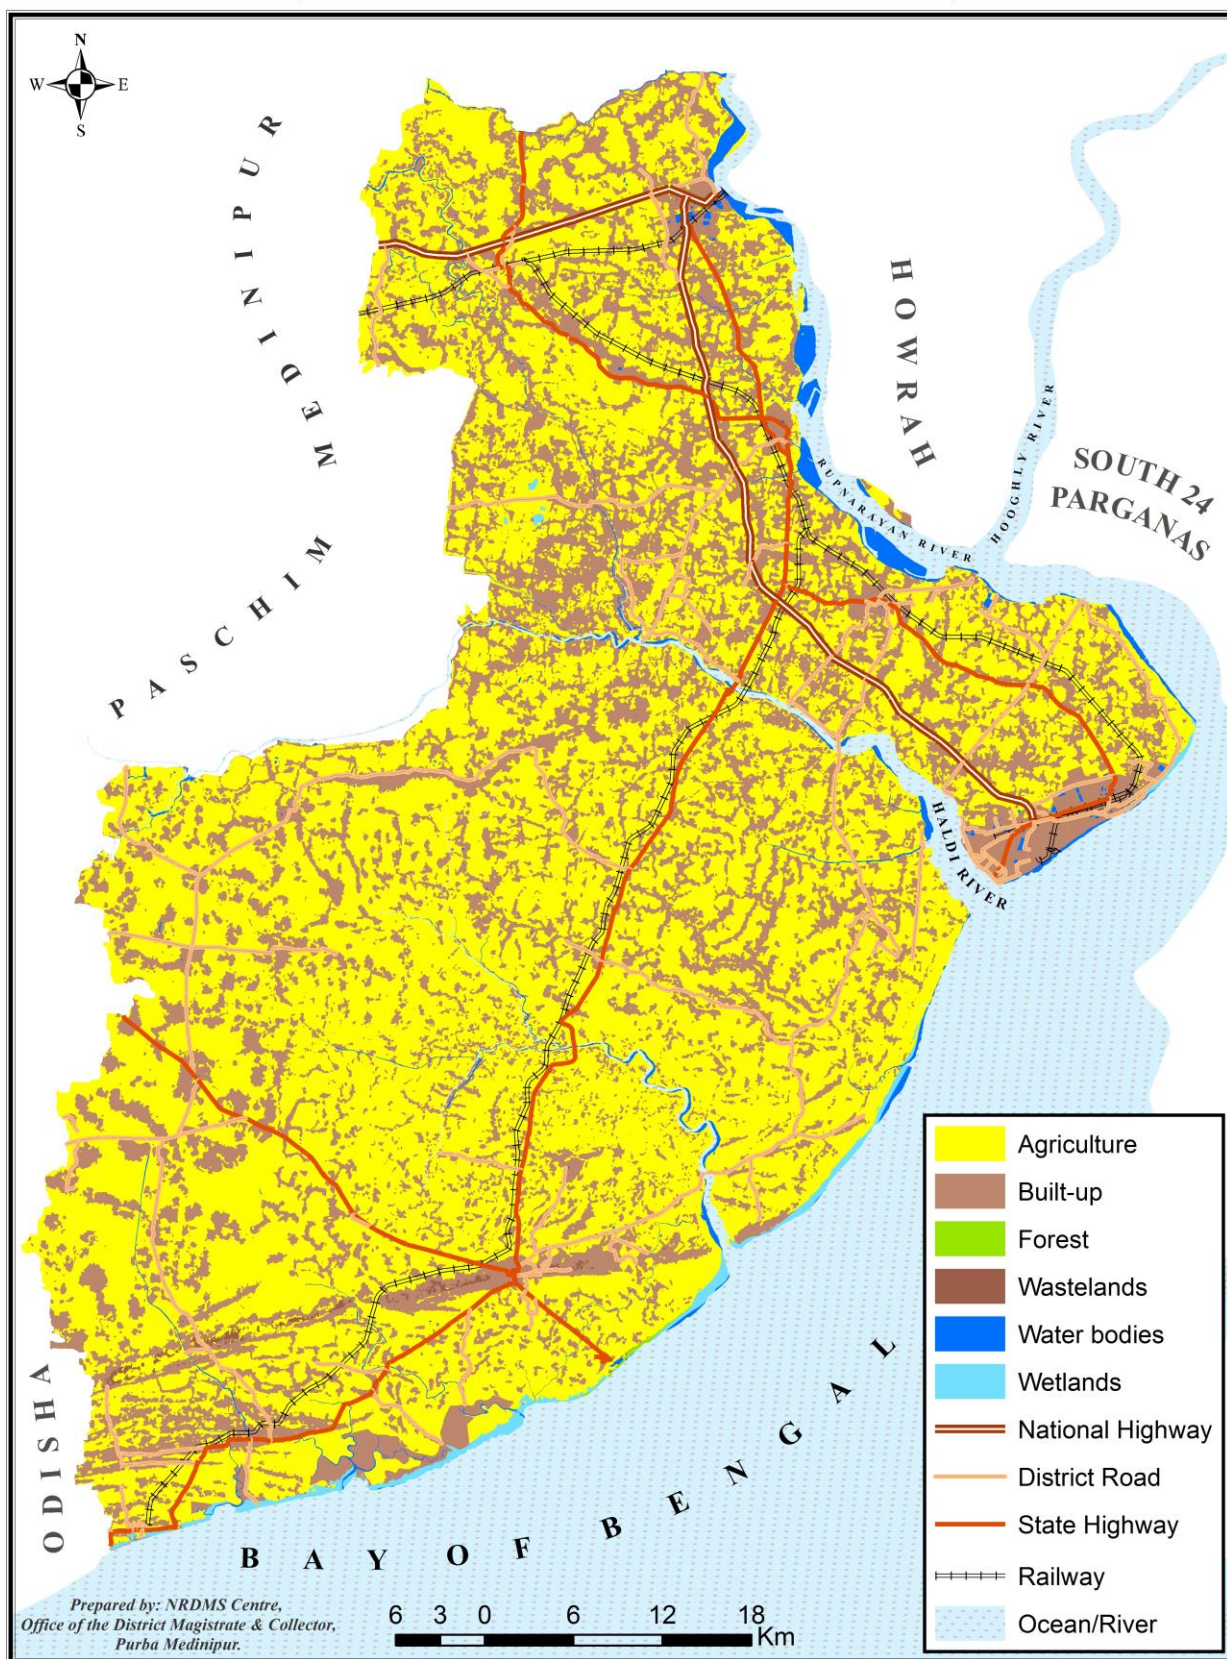 N
W E
S
PASCHIM MEDINIPUR
HOWRAH
SOUTH 24
PARGANAS
HOOGHLY RIVER
RUPNARAYAN RIVER
HALDI RIVER
ODISHA
BAY OF BENGAL
Agriculture
Built-up
Forest
Wastelands
Water bodies
Wetlands
National Highway
District Road
State Highway
Railway
Ocean/River
Prepared by: NRDMS Centre,
Office of the District Magistrate & Collector,
Purba Medinipur.
6 3 0 6 12 18
Km